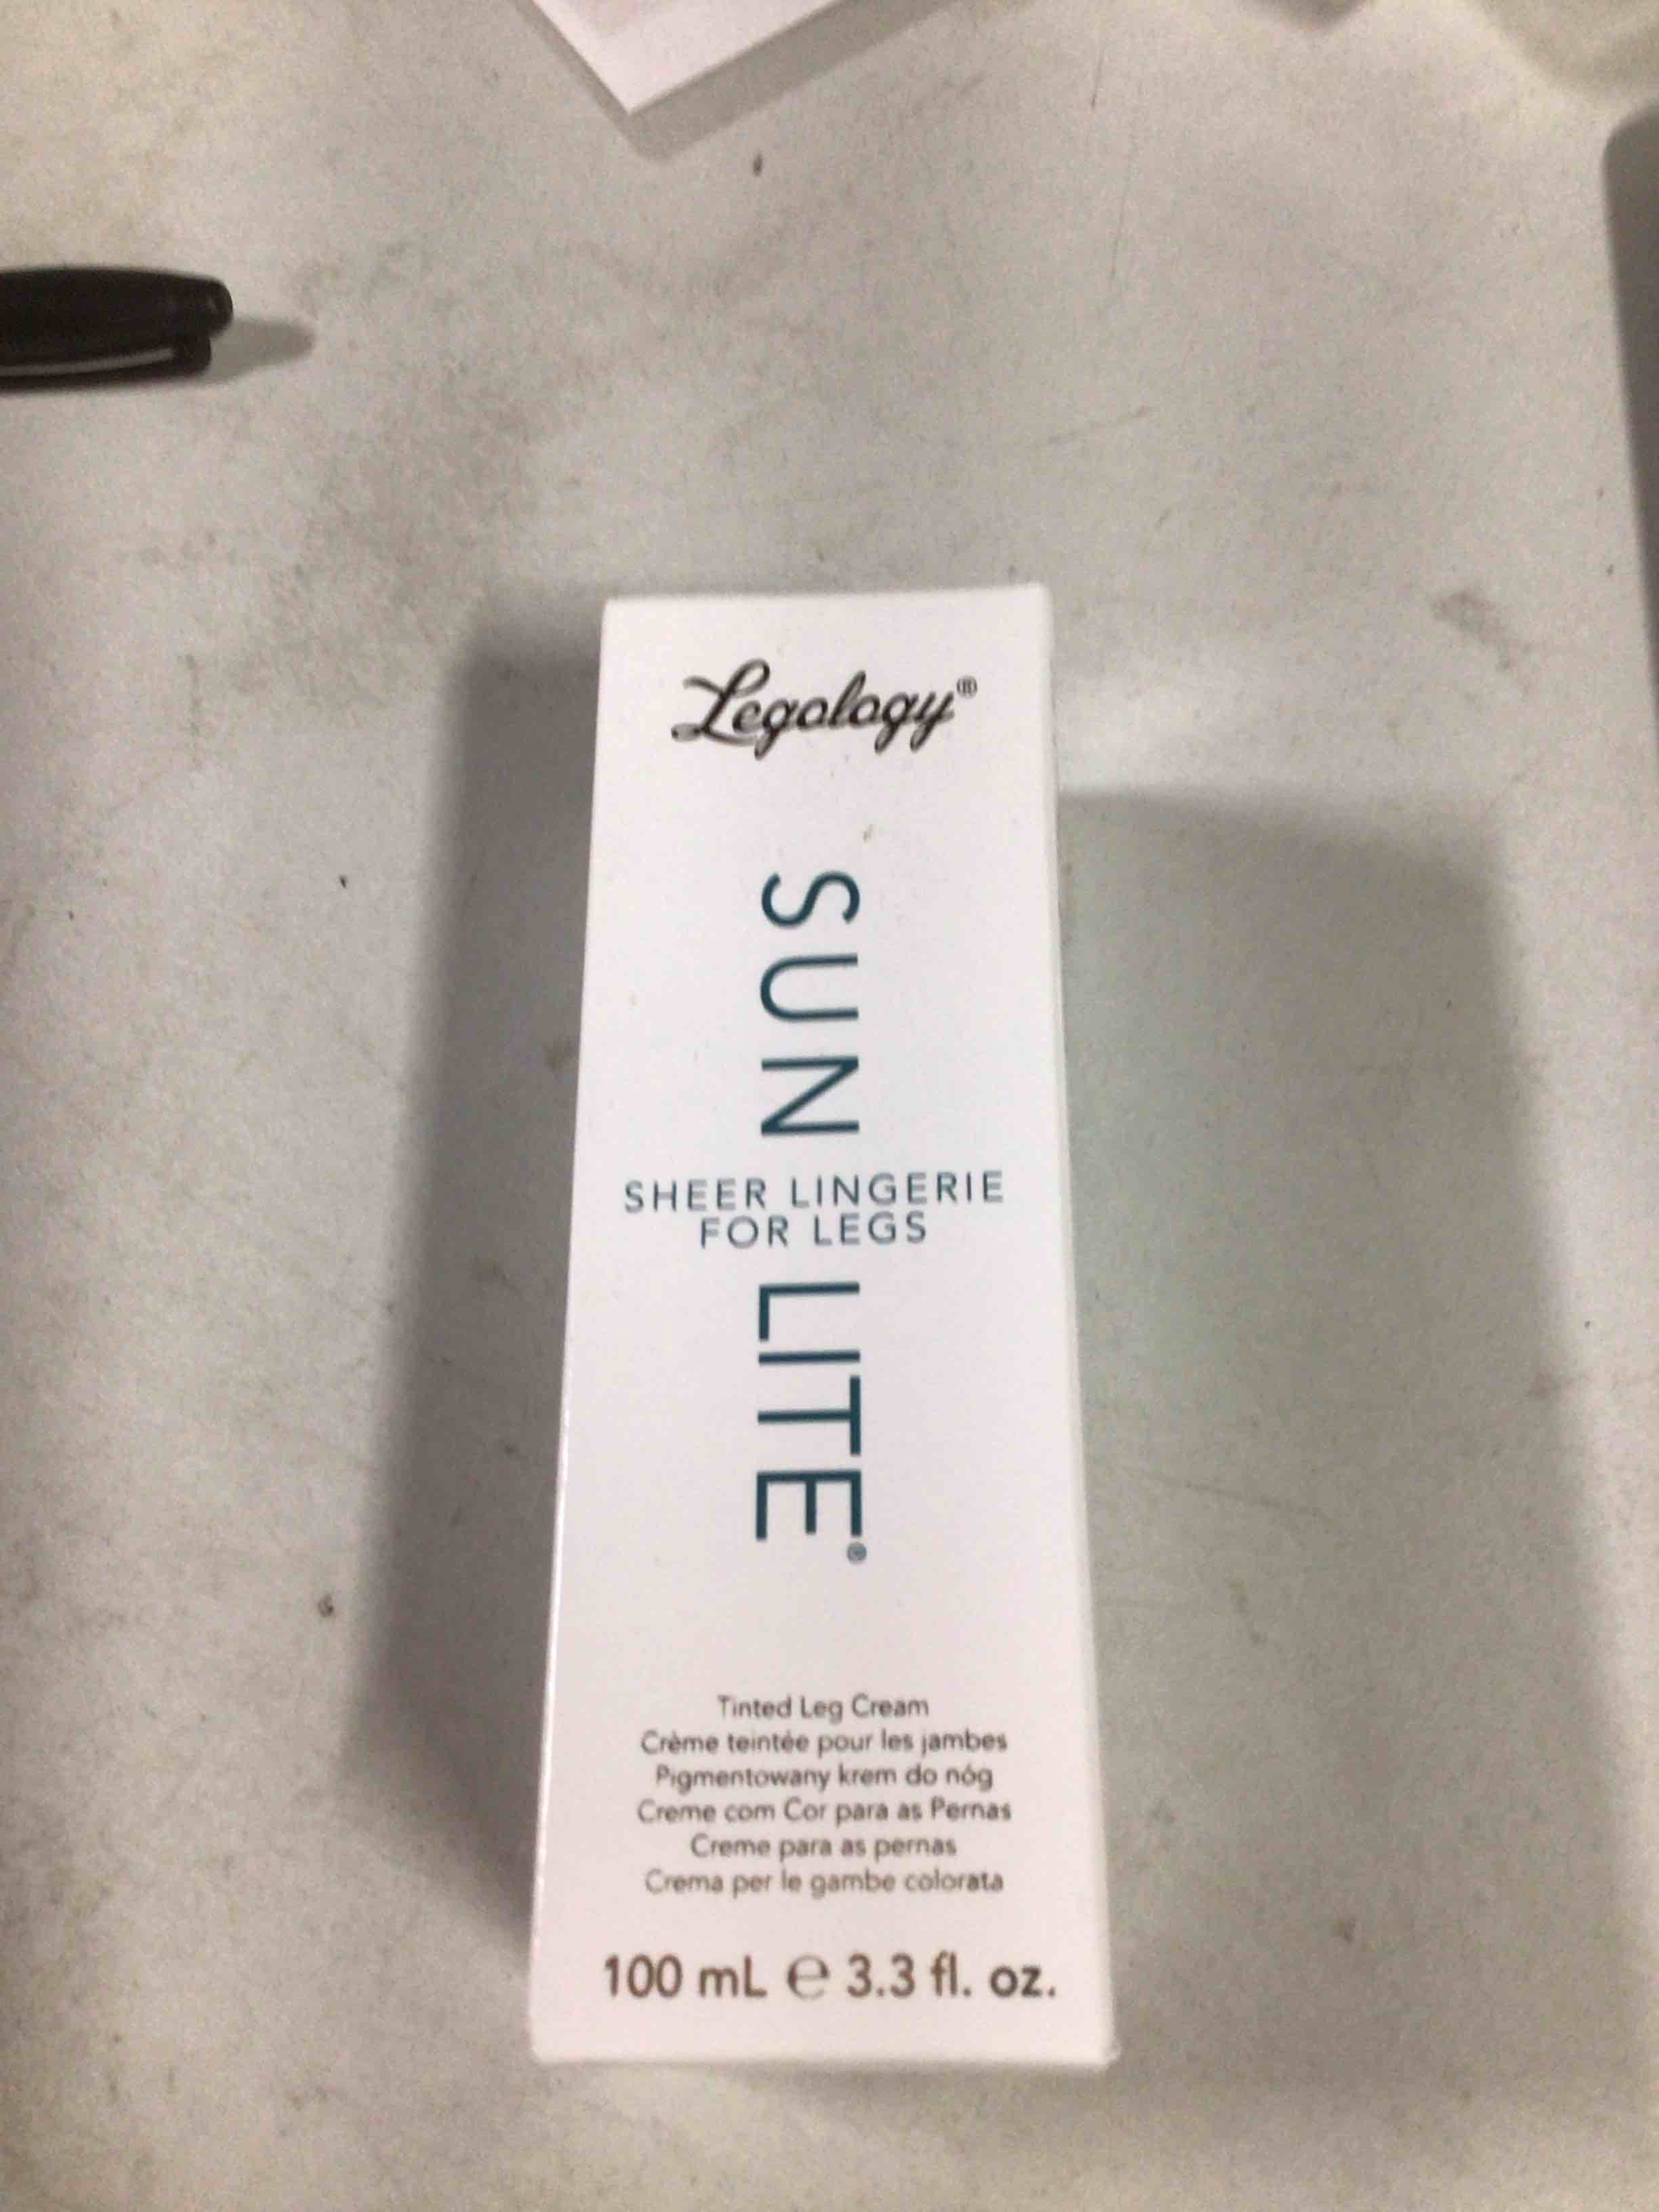 Legology®
SUN
SHEER LINGERIE
FOR LEGS
LITE®
Tinted Leg Cream
Crème teintée pour les jambes
Pigmentowany krem do nóg
Creme com Cor para as Pernas
Creme para as pernas
Crema per le gambe colorata
100 mL ℮ 3.3 fl. oz.